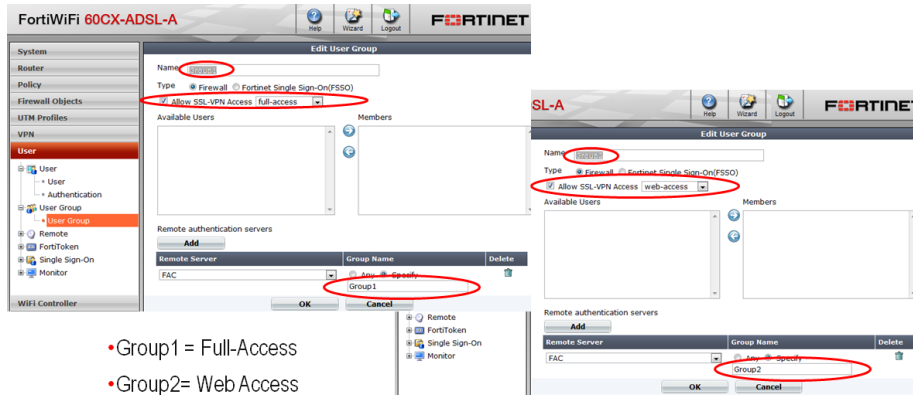 FortiWiFi 60CX-ADSL-A
Help
Wizard
Logout
FORTINET
System
Router
Policy
Firewall Objects
UTM Profiles
VPN
User
User
User
Authentication
User Group
User Group
Remote
FortiToken
Single Sign-On
Monitor
WiFi Controller
Edit User Group
Name Group1
Type Firewall Fortinet Single Sign-On(FSSO)
Allow SSL-VPN Access full-access
Available Users Members
Remote authentication servers
Add
Remote Server Group Name Delete
FAC Any Specify
Group1
OK Cancel
SL-A
Help
Wizard
Logout
FORTINET
Edit User Group
Name Group2
Type Firewall Fortinet Single Sign-On(FSSO)
Allow SSL-VPN Access web-access
Available Users Members
Remote authentication servers
Add
Remote Server Group Name Delete
FAC Any Specify
Group2
OK Cancel
Remote
FortiToken
Single Sign-On
Monitor
•Group1 = Full-Access
•Group2= Web Access